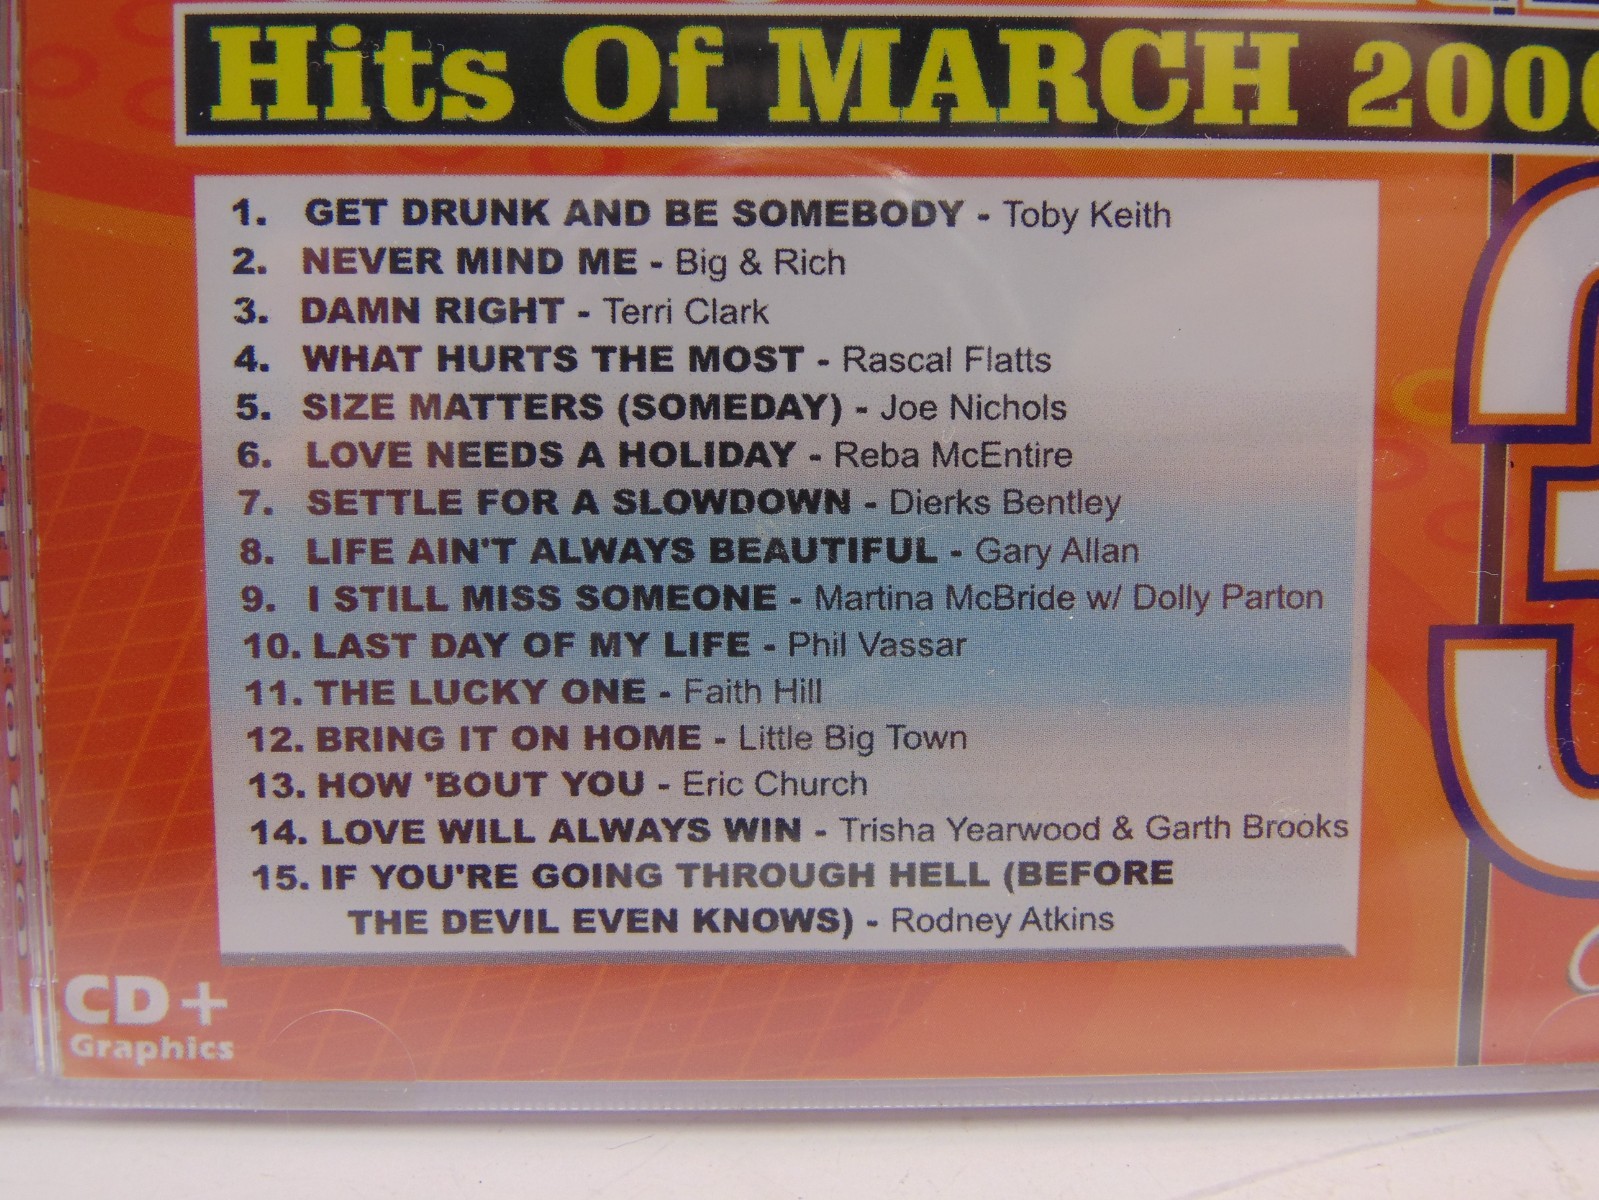 Hits Of MARCH 2006
1. GET DRUNK AND BE SOMEBODY - Toby Keith
2. NEVER MIND ME - Big & Rich
3. DAMN RIGHT - Terri Clark
4. WHAT HURTS THE MOST - Rascal Flatts
5. SIZE MATTERS (SOMEDAY) - Joe Nichols
6. LOVE NEEDS A HOLIDAY - Reba McEntire
7. SETTLE FOR A SLOWDOWN - Dierks Bentley
8. LIFE AIN'T ALWAYS BEAUTIFUL - Gary Allan
9. I STILL MISS SOMEONE - Martina McBride w/ Dolly Parton
10. LAST DAY OF MY LIFE - Phil Vassar
11. THE LUCKY ONE - Faith Hill
12. BRING IT ON HOME - Little Big Town
13. HOW 'BOUT YOU - Eric Church
14. LOVE WILL ALWAYS WIN - Trisha Yearwood & Garth Brooks
15. IF YOU'RE GOING THROUGH HELL (BEFORE
THE DEVIL EVEN KNOWS) - Rodney Atkins
CD+
Graphics
3